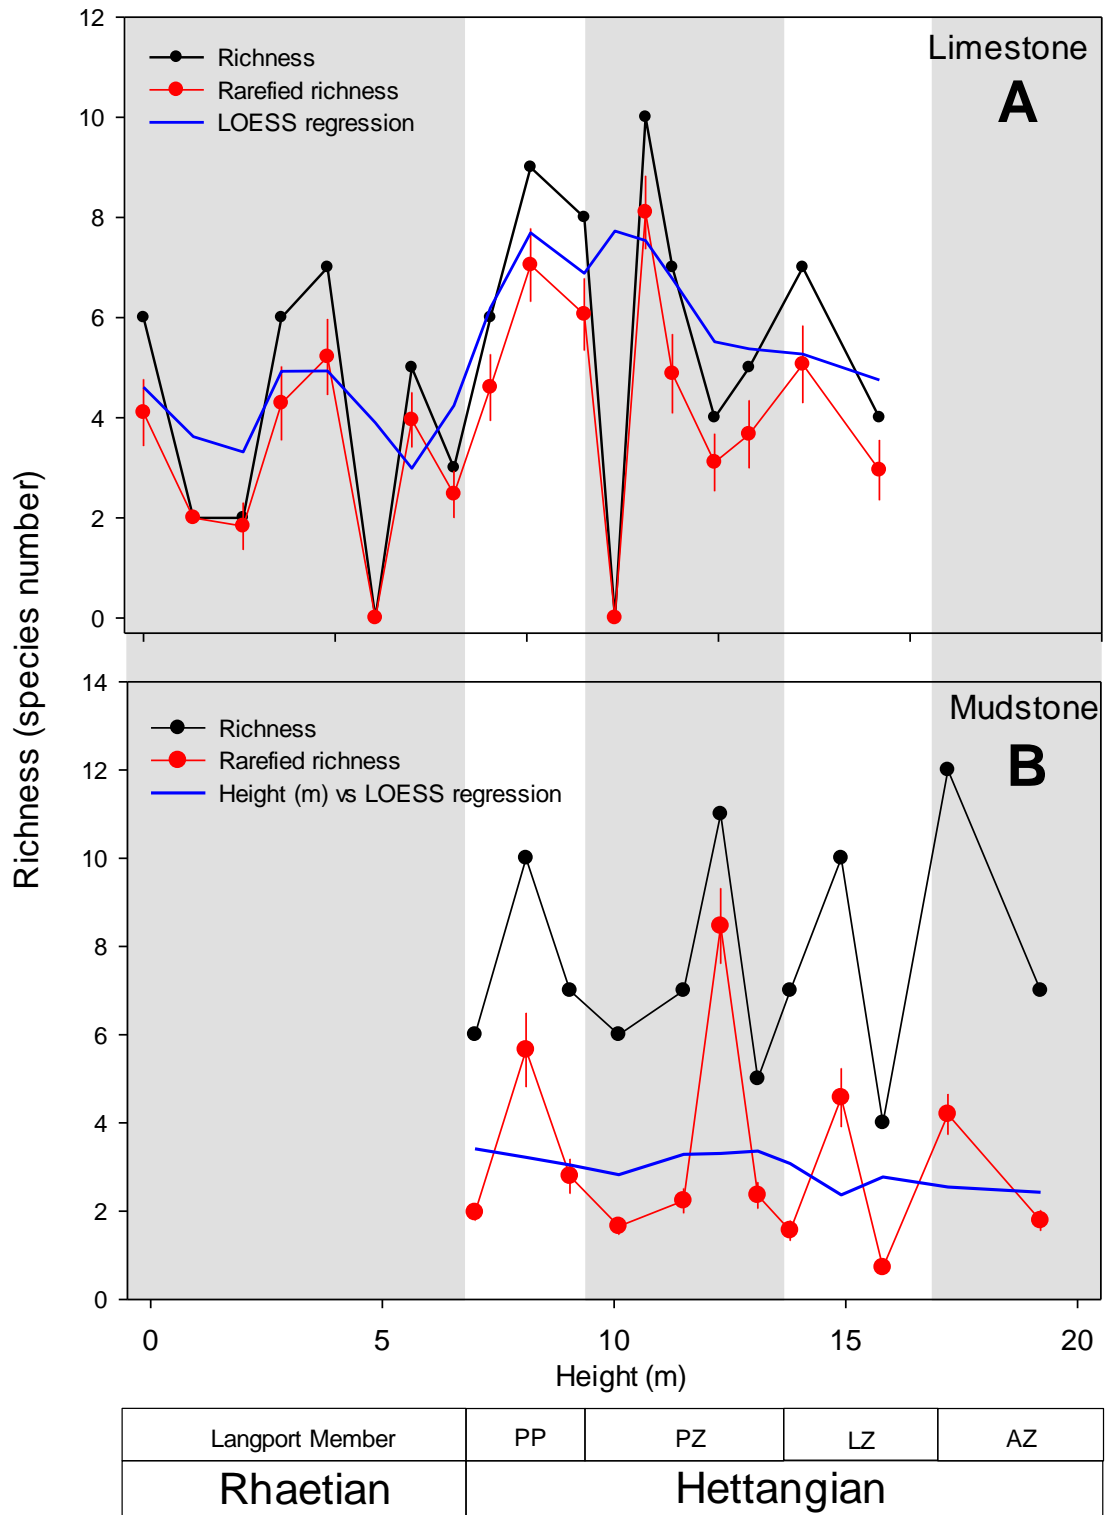 Richness (species number)
12
10
8
6
4
2
0
Richness
Rarefied richness
LOESS regression
Limestone
A
14
12
10
8
6
4
2
0
Richness
Rarefied richness
Height (m) vs LOESS regression
Mudstone
B
0 5 10 15 20
Height (m)
Langport Member PP PZ LZ AZ
Rhaetian Hettangian